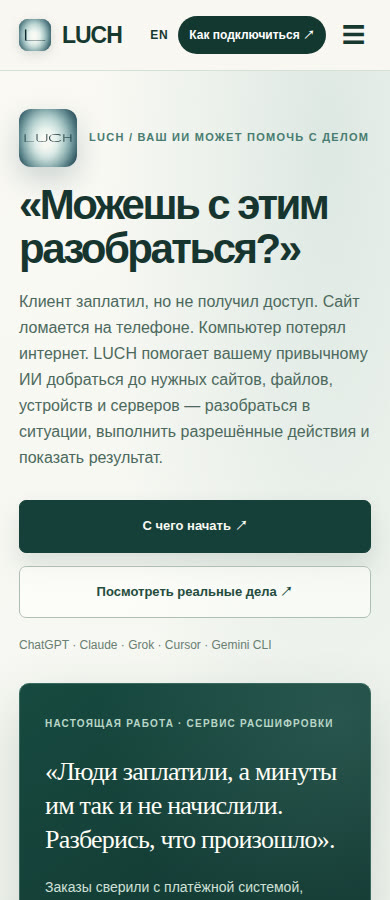 LUCH
EN
Как подключиться ↗
LUCH
LUCH / ВАШ ИИ МОЖЕТ ПОМОЧЬ С ДЕЛОМ
«Можешь с этим
разобраться?»
Клиент заплатил, но не получил доступ. Сайт
ломается на телефоне. Компьютер потерял
интернет. LUCH помогает вашему привычному
ИИ добраться до нужных сайтов, файлов,
устройств и серверов — разобраться в
ситуации, выполнить разрешённые действия и
показать результат.
С чего начать ↗
Посмотреть реальные дела ↗
ChatGPT · Claude · Grok · Cursor · Gemini CLI
НАСТОЯЩАЯ РАБОТА · СЕРВИС РАСШИФРОВКИ
«Люди заплатили, а минуты
им так и не начислили.
Разберись, что произошло».
Заказы сверили с платёжной системой,